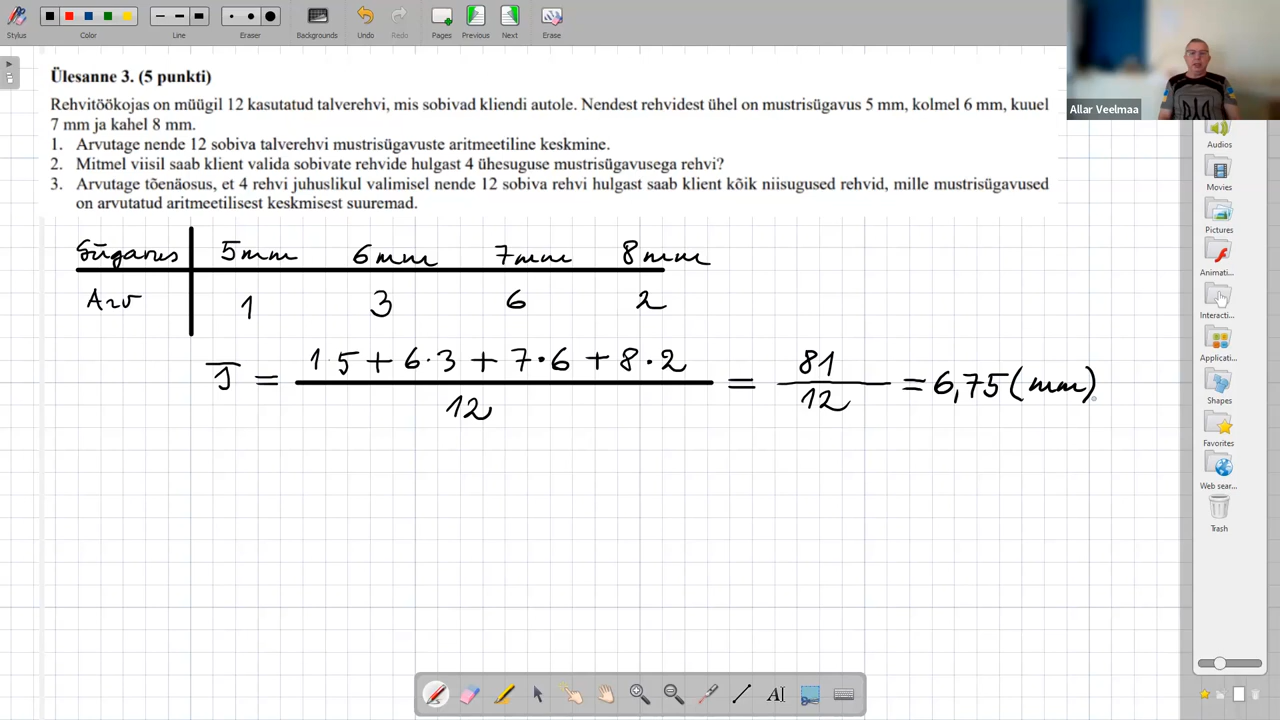 Stylus
Color
Line
Eraser
Backgrounds
Undo
Redo
Pages
Previous
Next
Erase
Allar Veelmaa
Ülesanne 3. (5 punkti)
Rehvitöökojas on müügil 12 kasutatud talverehvi, mis sobivad kliendi autole. Nendest rehvidest ühel on mustrisügavus 5 mm, kolmel 6 mm, kuuel
7 mm ja kahel 8 mm.
1. Arvutage nende 12 sobiva talverehvi mustrisügavuste aritmeetiline keskmine.
2. Mitmel viisil saab klient valida sobivate rehvide hulgast 4 ühesuguse mustrisügavusega rehvi?
3. Arvutage tõenäosus, et 4 rehvi juhuslikul valimisel nende 12 sobiva rehvi hulgast saab klient kõik niisugused rehvid, mille mustrisügavused
on arvutatud aritmeetilisest keskmisest suuremad.
Sügavus 5mm 6mm 7mm 8mm
Arv 1 3 6 2
= 1·5 + 6·3 + 7·6 + 8·2 / 12 = 81 / 12 = 6,75 (mm)
Audios
Movies
Pictures
Animati...
Interacti...
Applicati...
Shapes
Favorites
Web sear...
Trash
AI